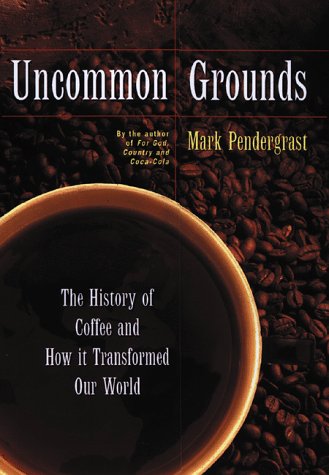 Uncommon Grounds
By the author
of For God,
Country and
Coca-Cola
Mark Pendergrast
The History of
Coffee and
How it Transformed
Our World